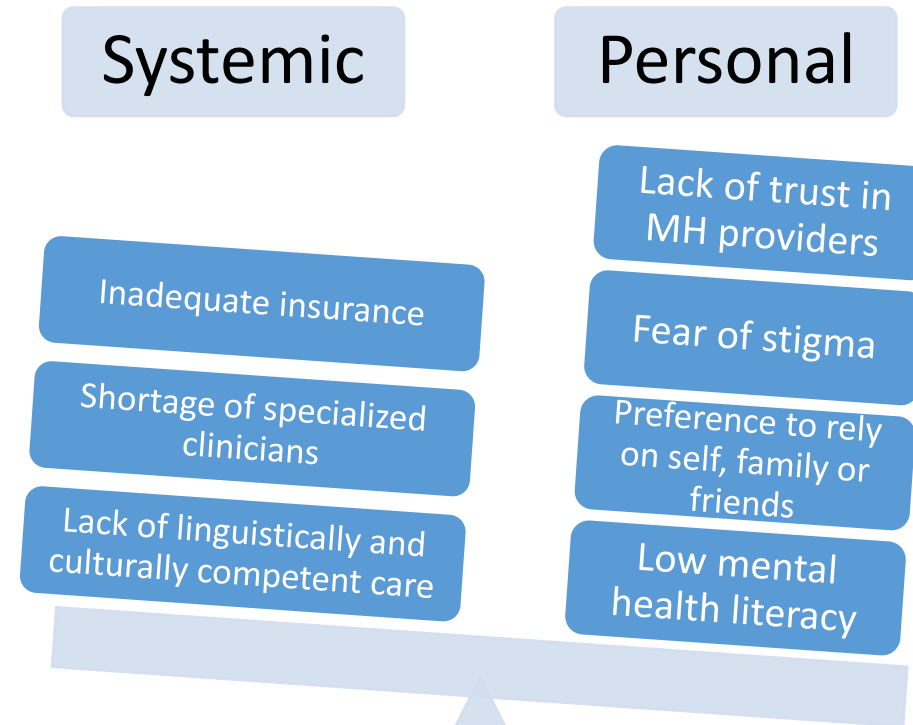 Systemic
Personal
Inadequate insurance
Shortage of specialized
clinicians
Lack of linguistically and
culturally competent care
Lack of trust in
MH providers
Fear of stigma
Preference to rely
on self, family or
friends
Low mental
health literacy